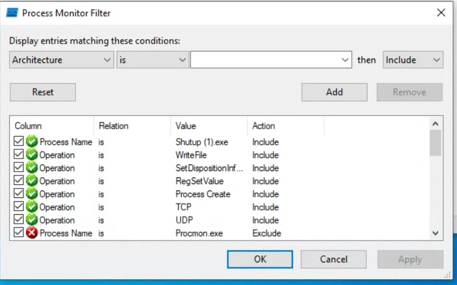 Process Monitor Filter
Display entries matching these conditions:
Architecture is then Include
Reset Add Remove
Column Relation Value Action
Process Name is Shutup (1).exe Include
Operation is WriteFile Include
Operation is SetDispositionInf... Include
Operation is RegSetValue Include
Operation is Process Create Include
Operation is TCP Include
Operation is UDP Include
Process Name is Procmon.exe Exclude
OK Cancel Apply